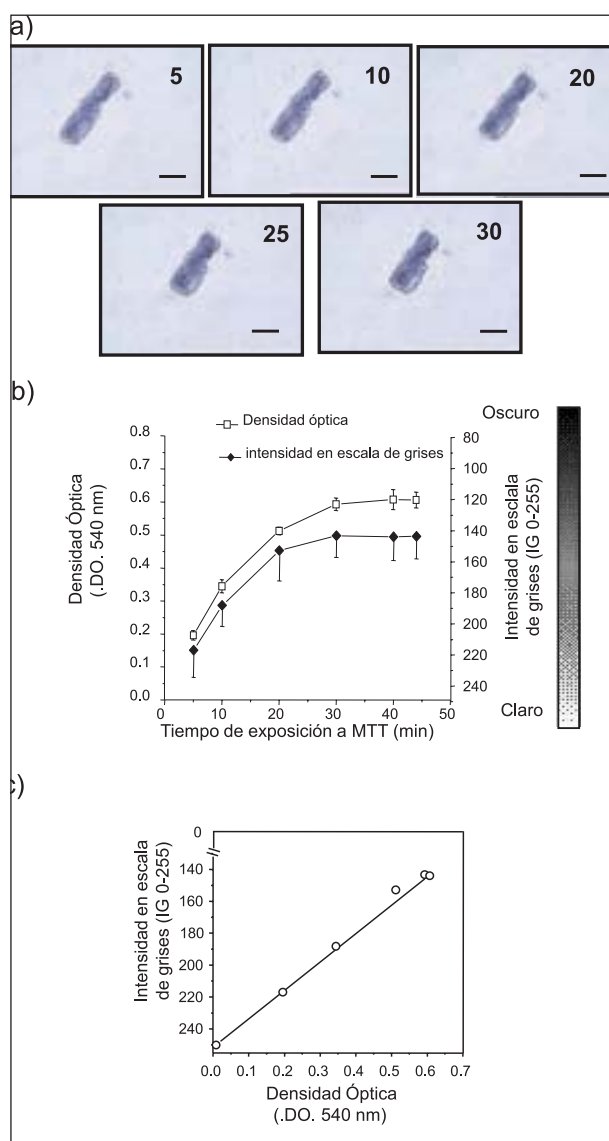 a)
5
10
20
25
30
b)
Densidad óptica
intensidad en escala de grises
Densidad Óptica
(.DO. 540 nm)
0.8
0.7
0.6
0.5
0.4
0.3
0.2
0.1
0.0
0 10 20 30 40 50
Tiempo de exposición a MTT (min)
80
100
120
140
160
180
200
220
240
Intensidad en esclala
de grises (IG 0-255)
Oscuro
Claro
c)
Intensidad en escala
de grises (IG 0-255)
0
140
180
200
220
240
0.0 0.1 0.2 0.3 0.4 0.5 0.6 0.7
Densidad Óptica
(.DO. 540 nm)